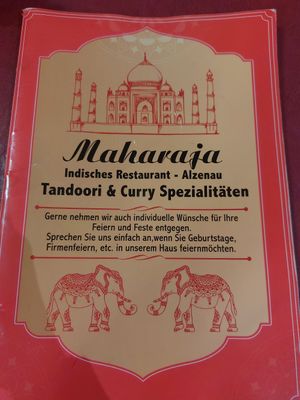 Maharaja
Indisches Restaurant - Alzenau
Tandoori & Curry Spezialitäten
Gerne nehmen wir auch individuelle Wünsche für Ihre
Feiern und Feste entgegen.
Sprechen Sie uns einfach an,wenn Sie Geburtstage,
Firmenfeiern, etc. in unserem Haus feiernmöchten.